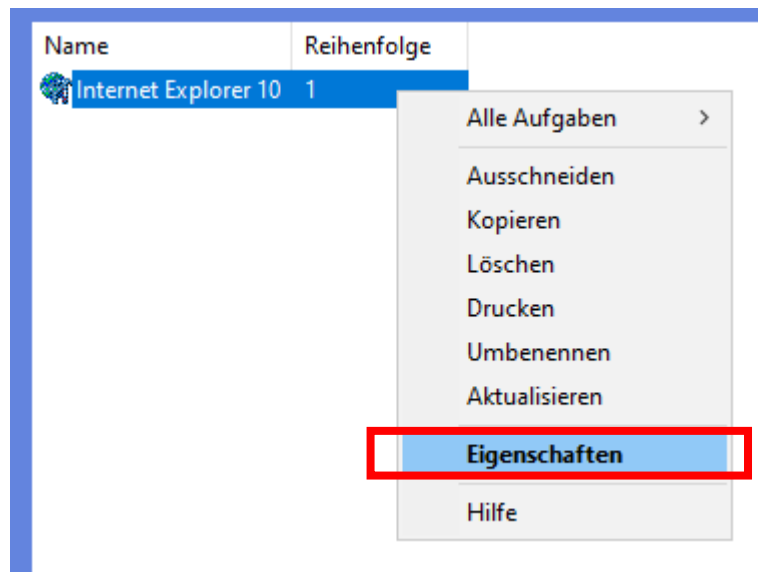 Name Reihenfolge
Internet Explorer 10 1
Alle Aufgaben
Ausschneiden
Kopieren
Löschen
Drucken
Umbenennen
Aktualisieren
Eigenschaften
Hilfe